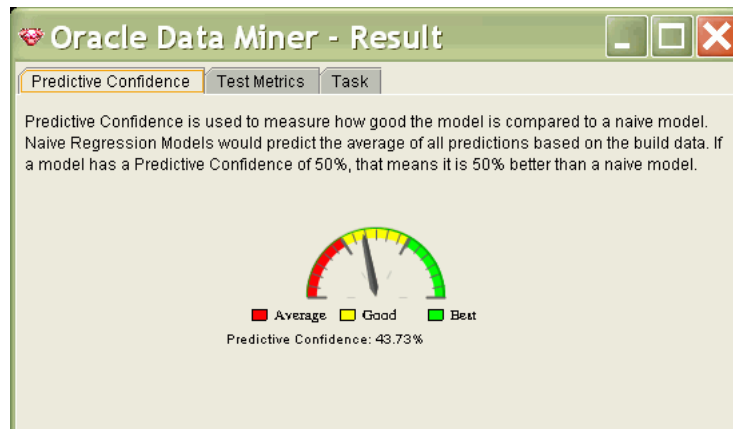 Oracle Data Miner - Result
Predictive Confidence Test Metrics Task
Predictive Confidence is used to measure how good the model is compared to a naive model.
Naive Regression Models would predict the average of all predictions based on the build data. If
a model has a Predictive Confidence of 50%, that means it is 50% better than a naive model.
Average Good Best
Predictive Confidence: 43.73%